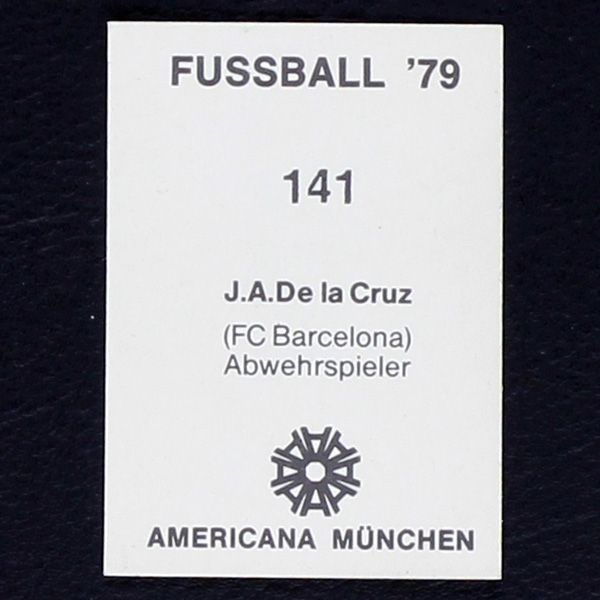 FUSSBALL '79
141
J.A.De la Cruz
(FC Barcelona)
Abwehrspieler
AMERICANA MÜNCHEN